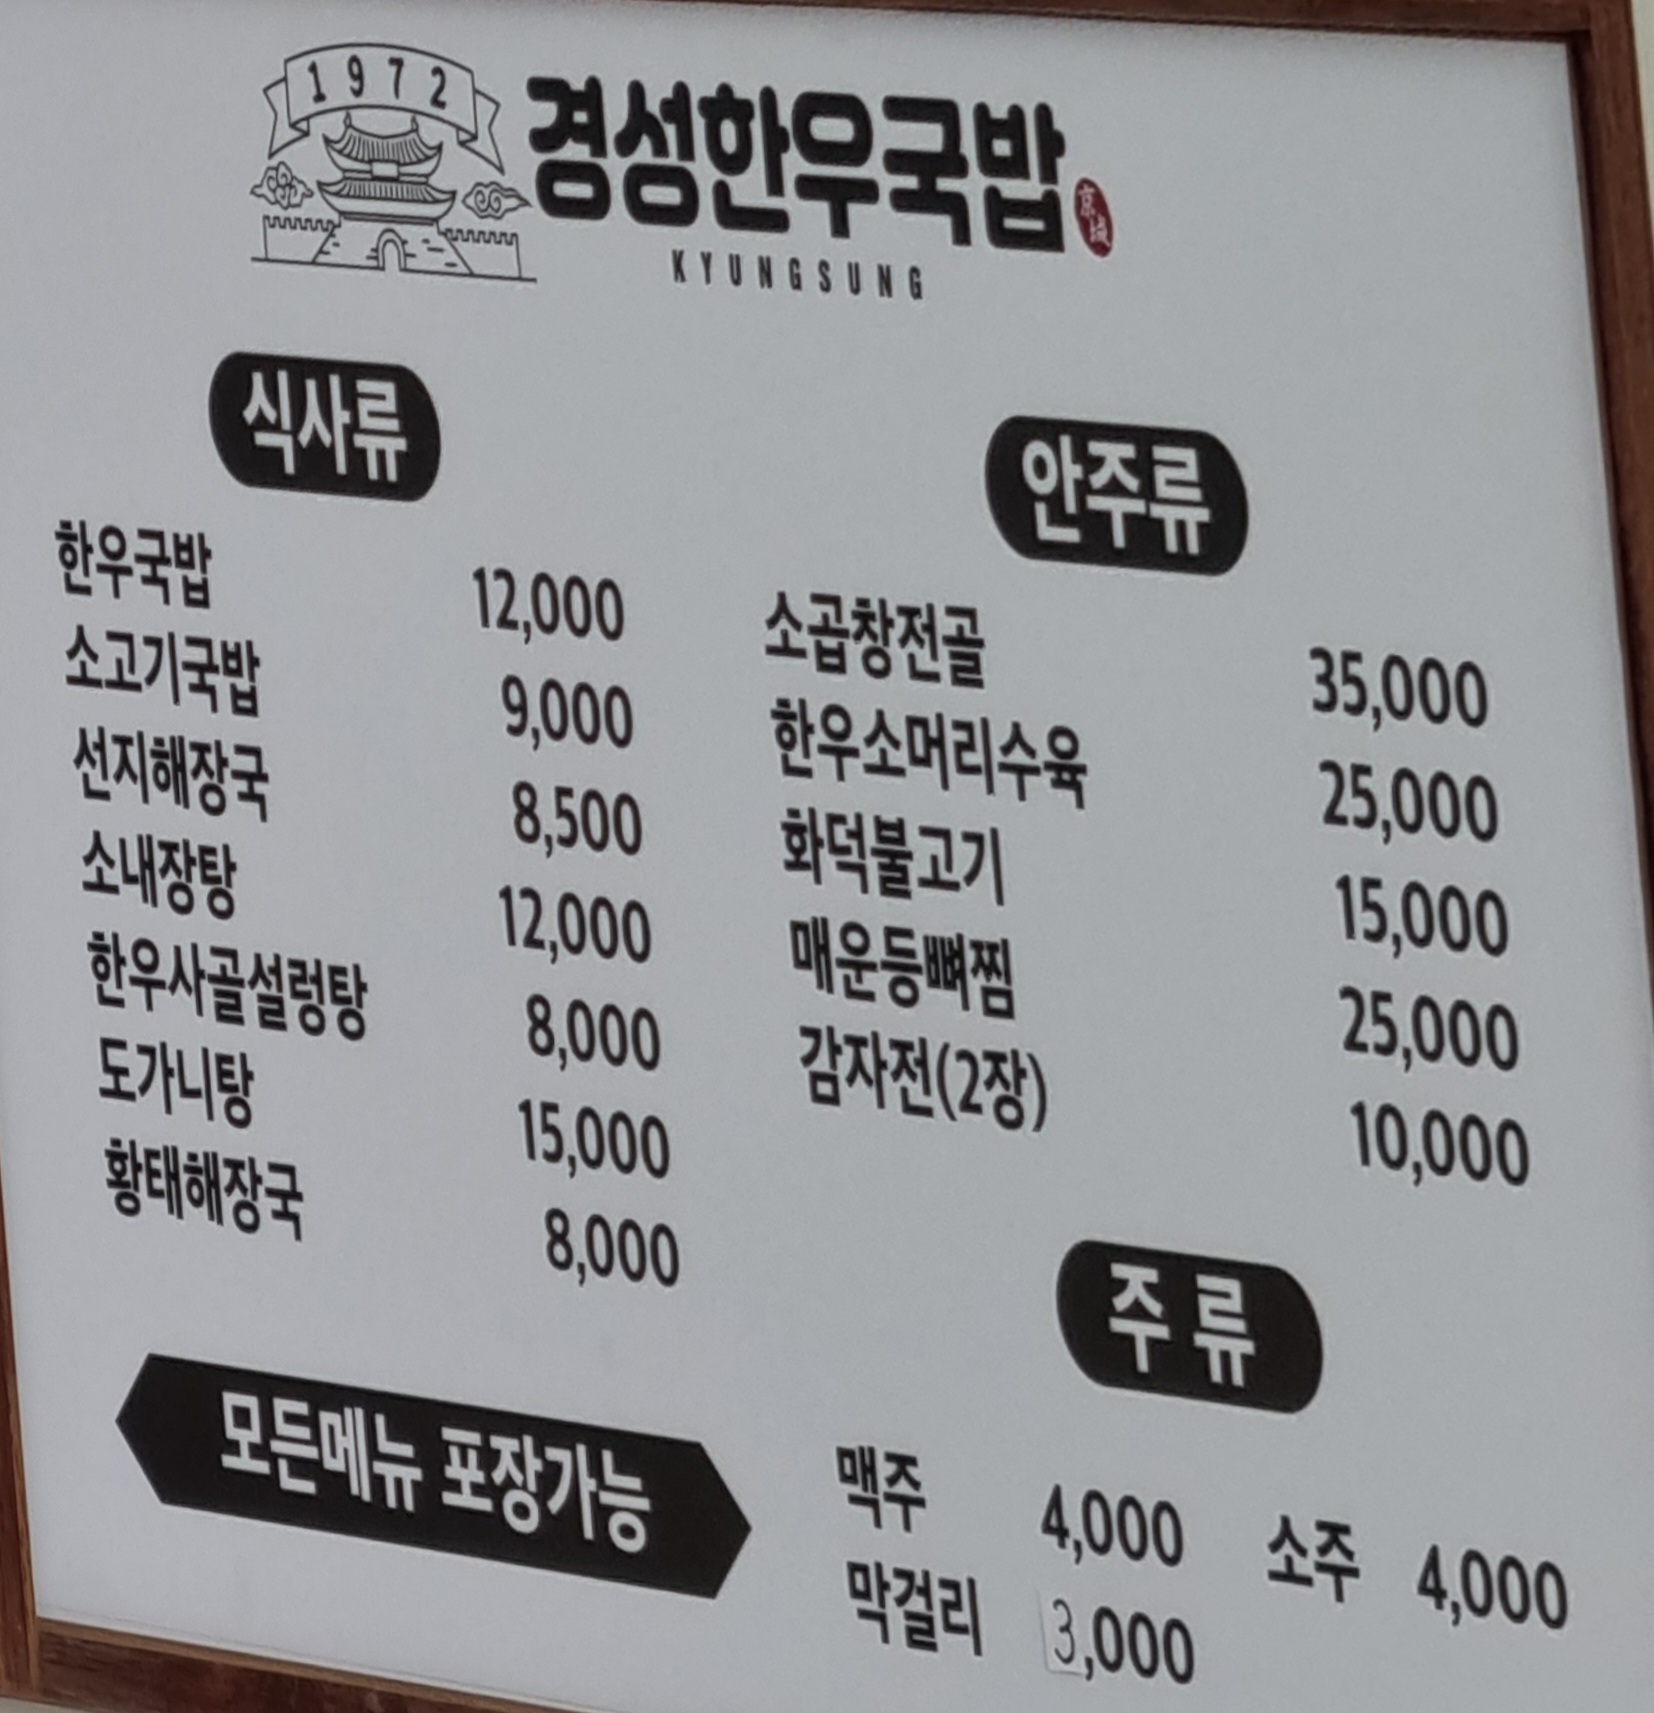 1972
경성한우국밥
京城
KYUNGSUNG
식사류
한우국밥 12,000
소고기국밥 9,000
선지해장국 8,500
소내장탕 12,000
한우사골설렁탕 8,000
도가니탕 15,000
황태해장국 8,000
모든메뉴 포장가능
안주류
소곱창전골 35,000
한우소머리수육 25,000
화덕불고기 15,000
매운등뼈찜 25,000
감자전(2장) 10,000
주류
맥주 4,000 소주 4,000
막걸리 3,000